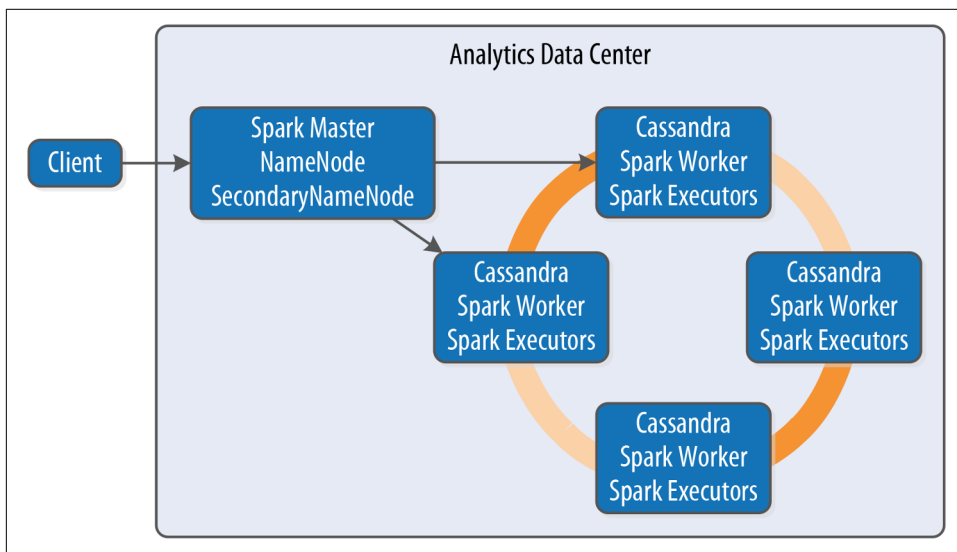 Analytics Data Center
Client
Spark Master
NameNode
SecondaryNameNode
Cassandra
Spark Worker
Spark Executors
Cassandra
Spark Worker
Spark Executors
Cassandra
Spark Worker
Spark Executors
Cassandra
Spark Worker
Spark Executors